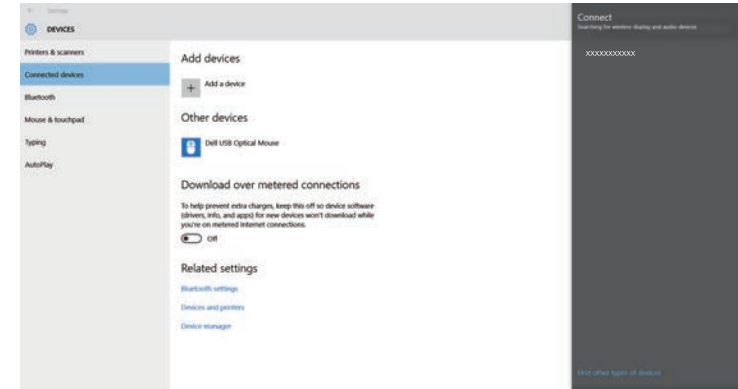 Settings
DEVICES
Printers & scanners
Connected devices
Bluetooth
Mouse & touchpad
Typing
AutoPlay
Add devices
Add a device
Other devices
Dell USB Optical Mouse
Download over metered connections
To help prevent extra charges, keep this off so device software
(drivers, info, and apps) for new devices won't download while
you're on metered Internet connections.
Off
Related settings
Bluetooth settings
Devices and printers
Device manager
Connect
Searching for wireless display and audio devices
xxxxxxxxxxx
Find other types of devices